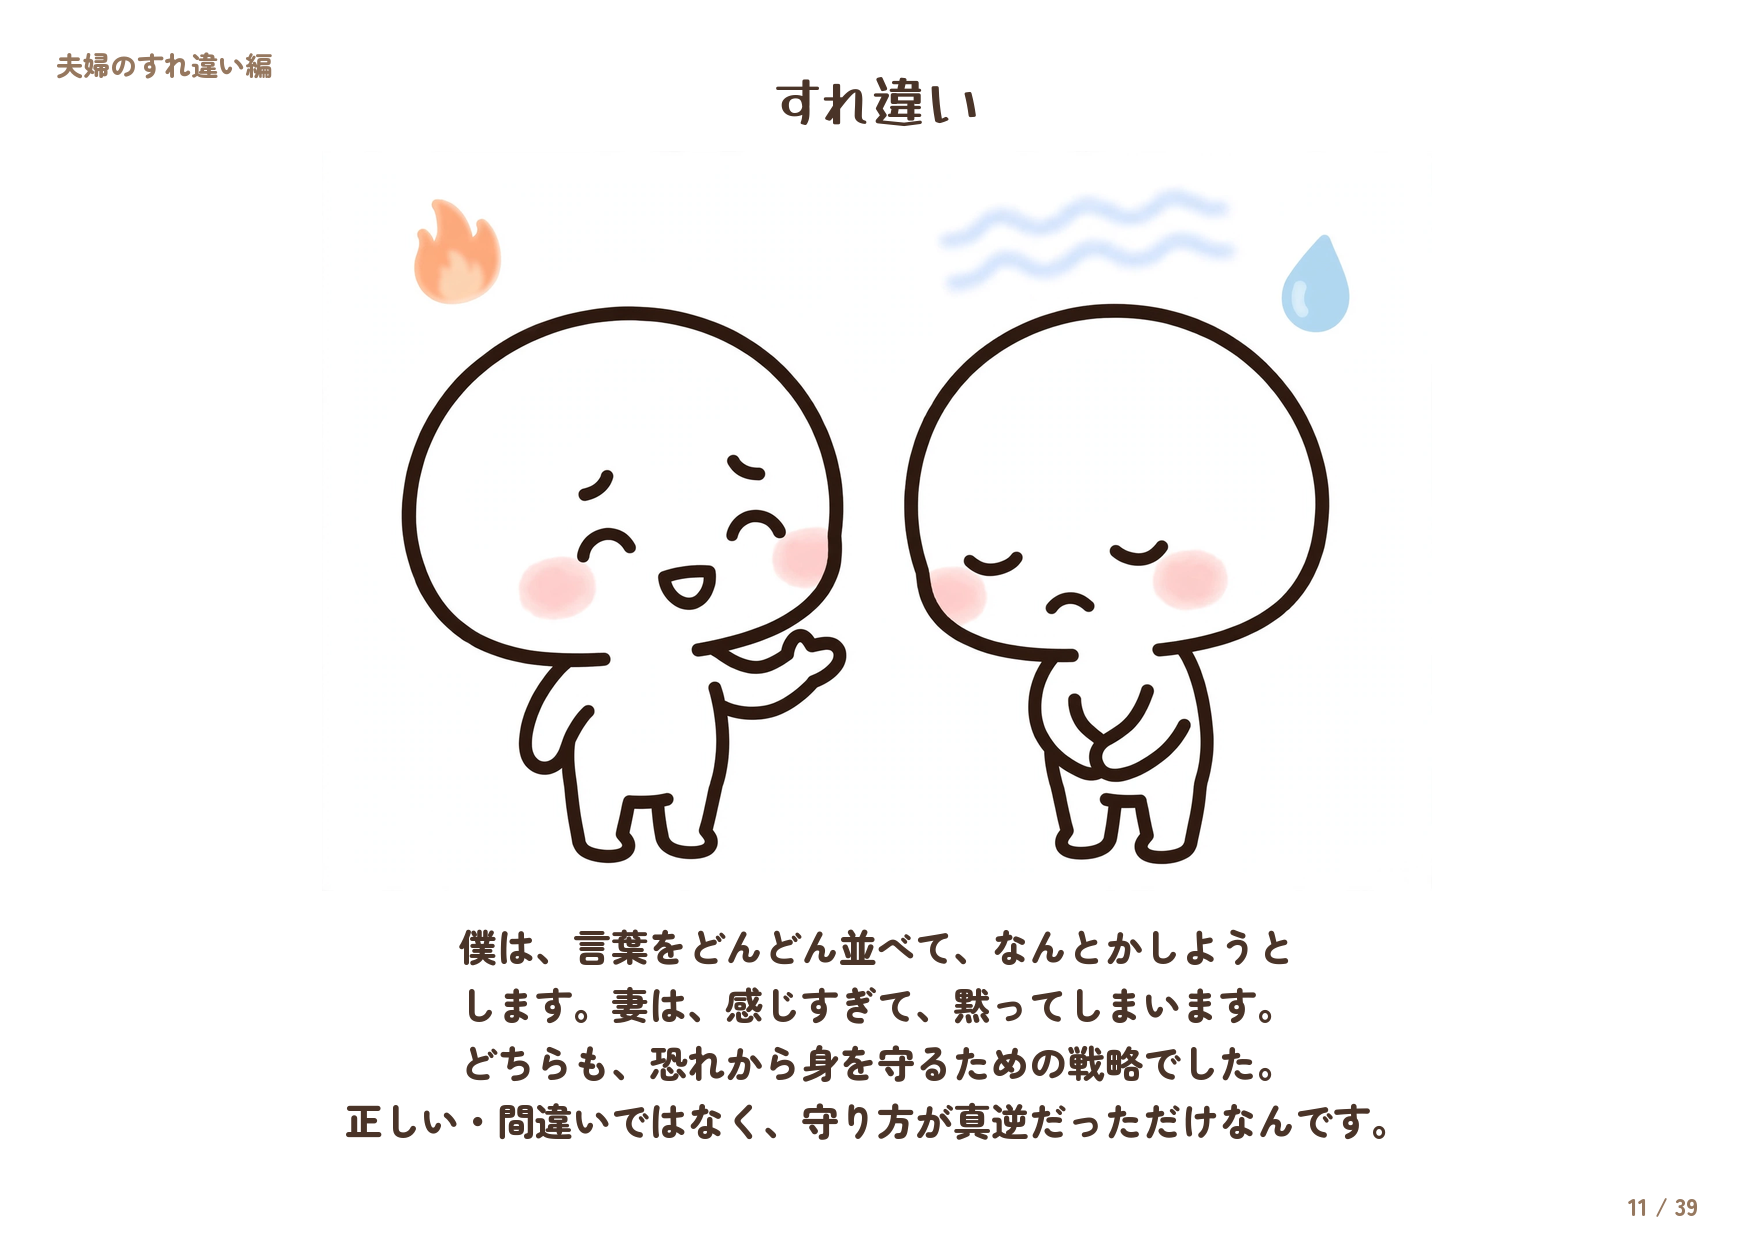 夫婦のすれ違い編
すれ違い
僕は、言葉をどんどん並べて、なんとかしようと
します。妻は、感じすぎて、黙ってしまいます。
どちらも、恐れから身を守るための戦略でした。
正しい・間違いではなく、守り方が真逆だっただけなんです。
11 / 39